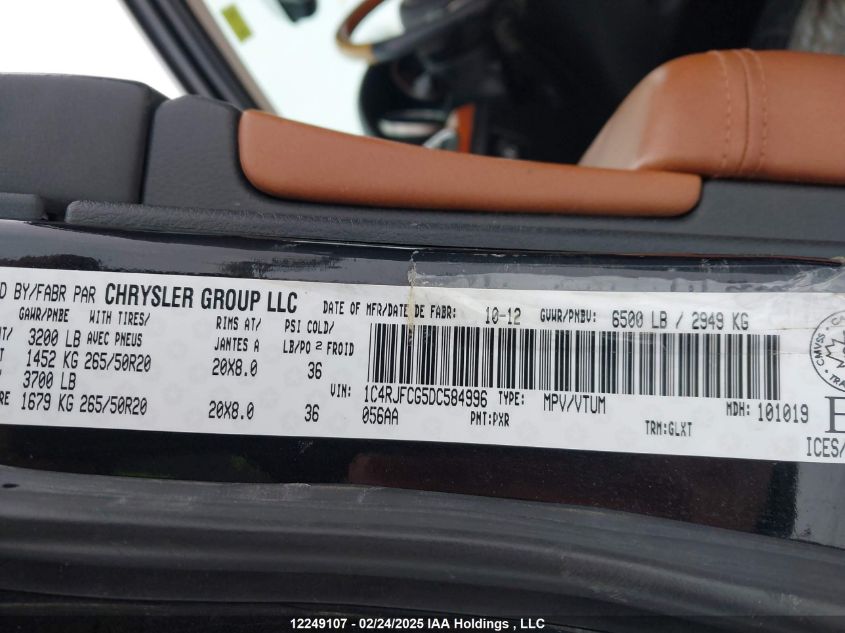 D BY/FABR PAR CHRYSLER GROUP LLC DATE OF MFR/DATE DE FABR: 10-12 GVWR/PNBV: 6500 LB / 2949 KG
GAWR/PNBE WITH TIRES/ RIMS AT/ PSI COLD/
3200 LB AVEC PNEUS JANTES A LB/PO² FROID
1452 KG 265/50R20 20X8.0 36
3700 LB
1679 KG 265/50R20 20X8.0 36
VIN: 1C4RJFCG5DC584996 TYPE: MPV/VTUM MDH: 101019
056AA PNT:PXR TRM:GLXT
CMVSS
ICES/
12249107 - 02/24/2025 IAA Holdings , LLC